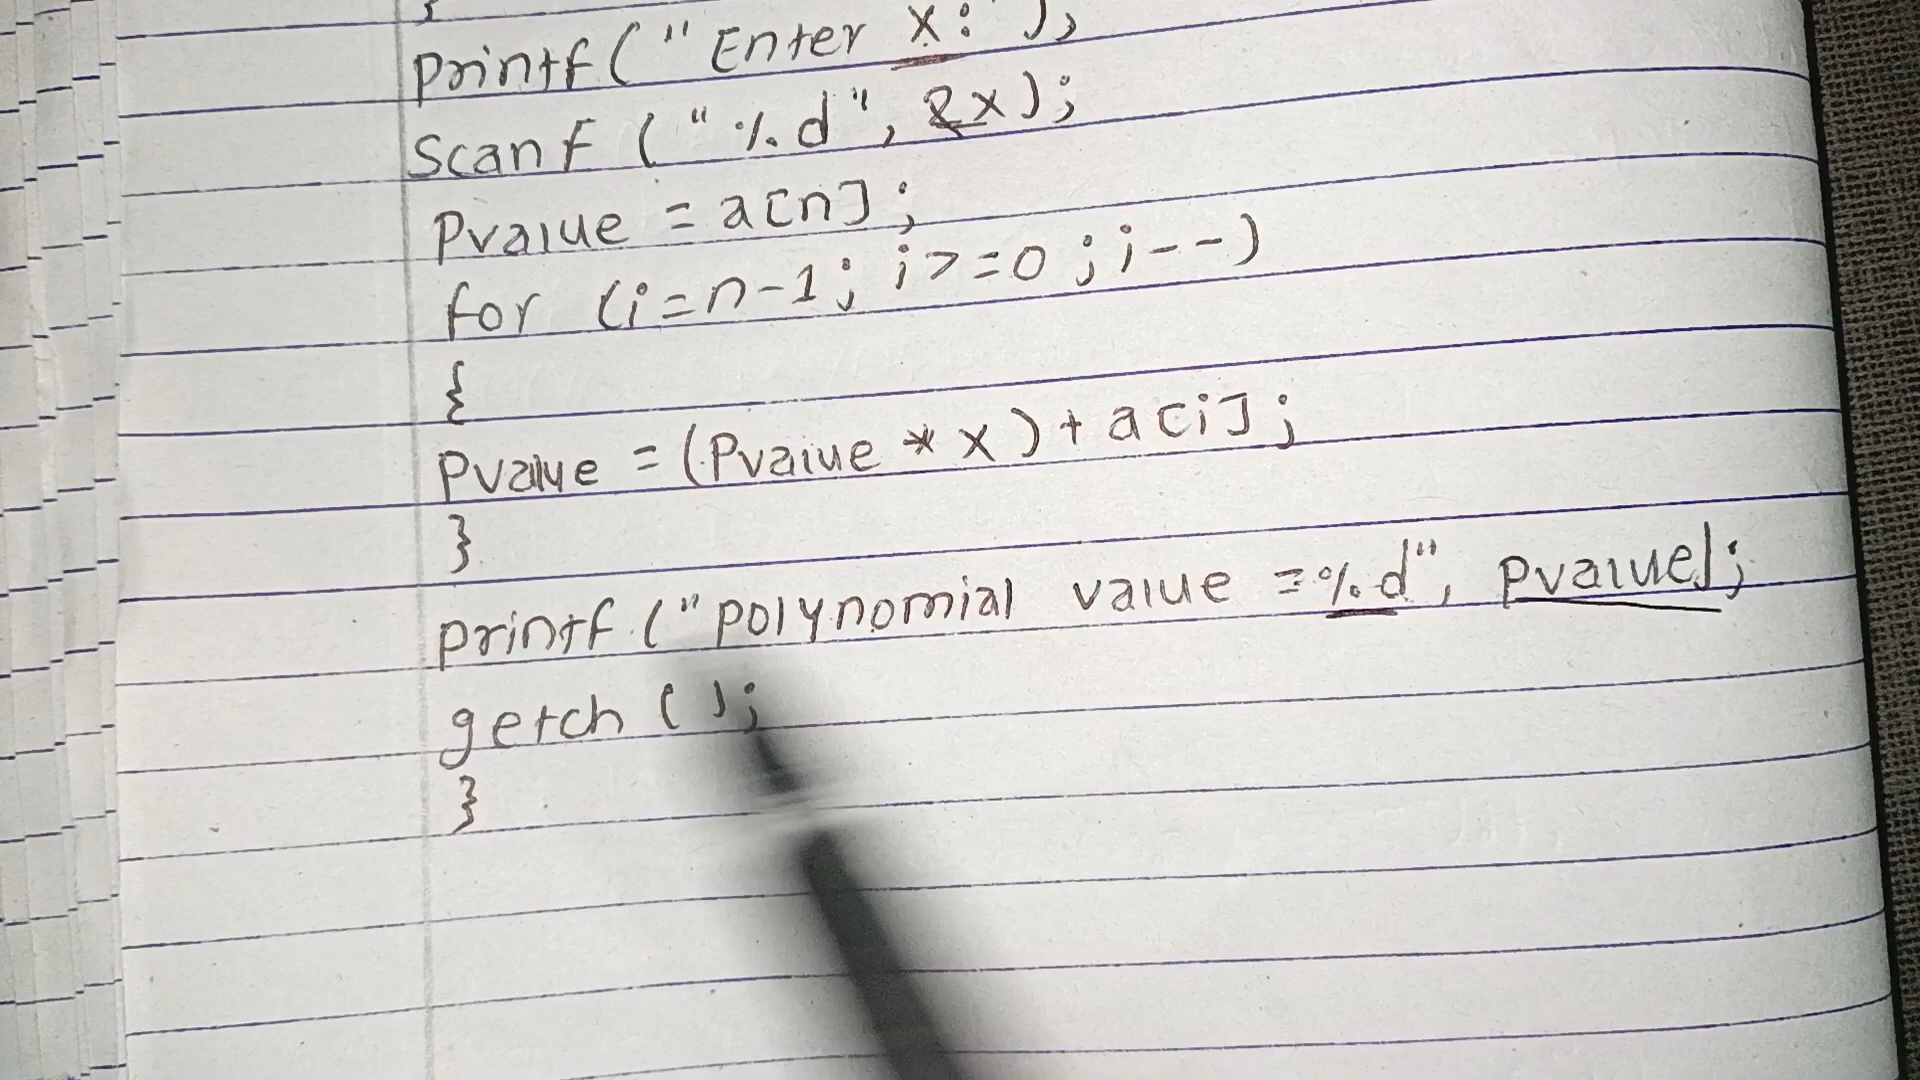 }
printf("Enter x:");
scanf("%d", &x);
Pvalue = a[n];
for (i=n-1; i>=0; i--)
{
Pvalue = (Pvalue * x) + a[i];
}
printf("polynomial value =%d", pvalue);
getch();
}